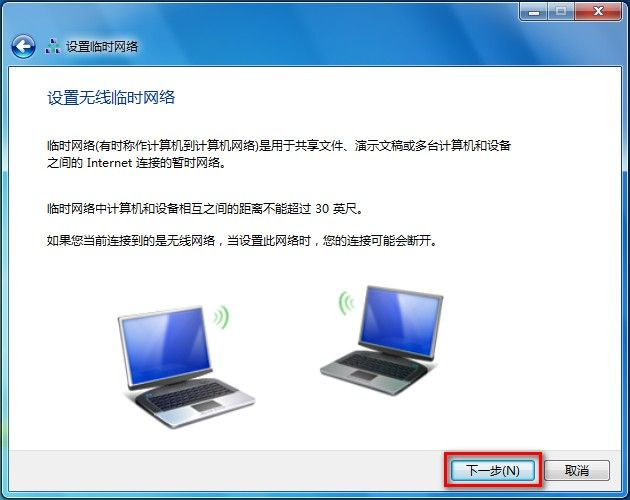 设置临时网络
设置无线临时网络
临时网络(有时称作计算机到计算机网络)是用于共享文件、演示文稿或多台计算机和设备
之间的 Internet 连接的暂时网络。
临时网络中计算机和设备相互之间的距离不能超过 30 英尺。
如果您当前连接到的是无线网络，当设置此网络时，您的连接可能会断开。
下一步(N)
取消